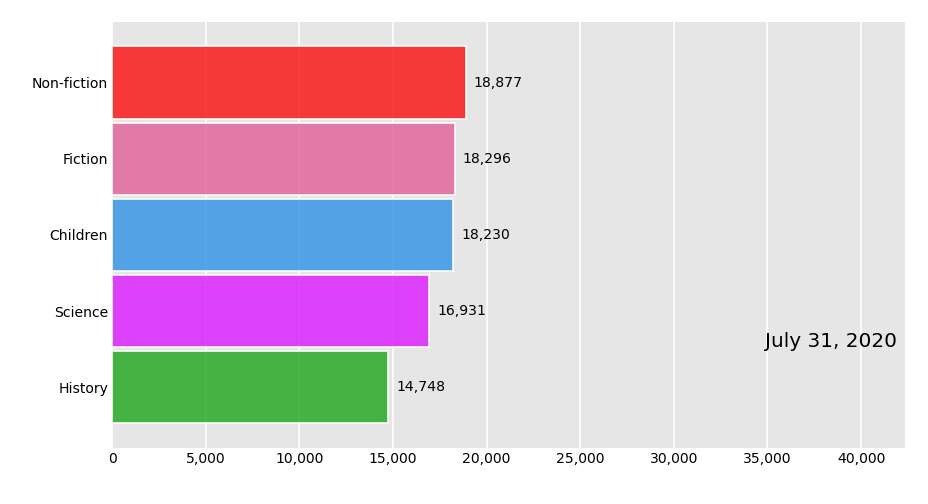 Non-fiction 18,877
Fiction 18,296
Children 18,230
Science 16,931
July 31, 2020
History 14,748
0 5,000 10,000 15,000 20,000 25,000 30,000 35,000 40,000